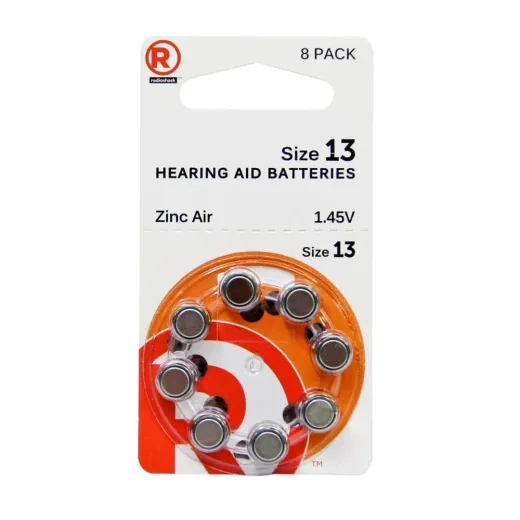 R
radioshack
8 PACK
Size 13
HEARING AID BATTERIES
Zinc Air
1.45V
Size 13
TM